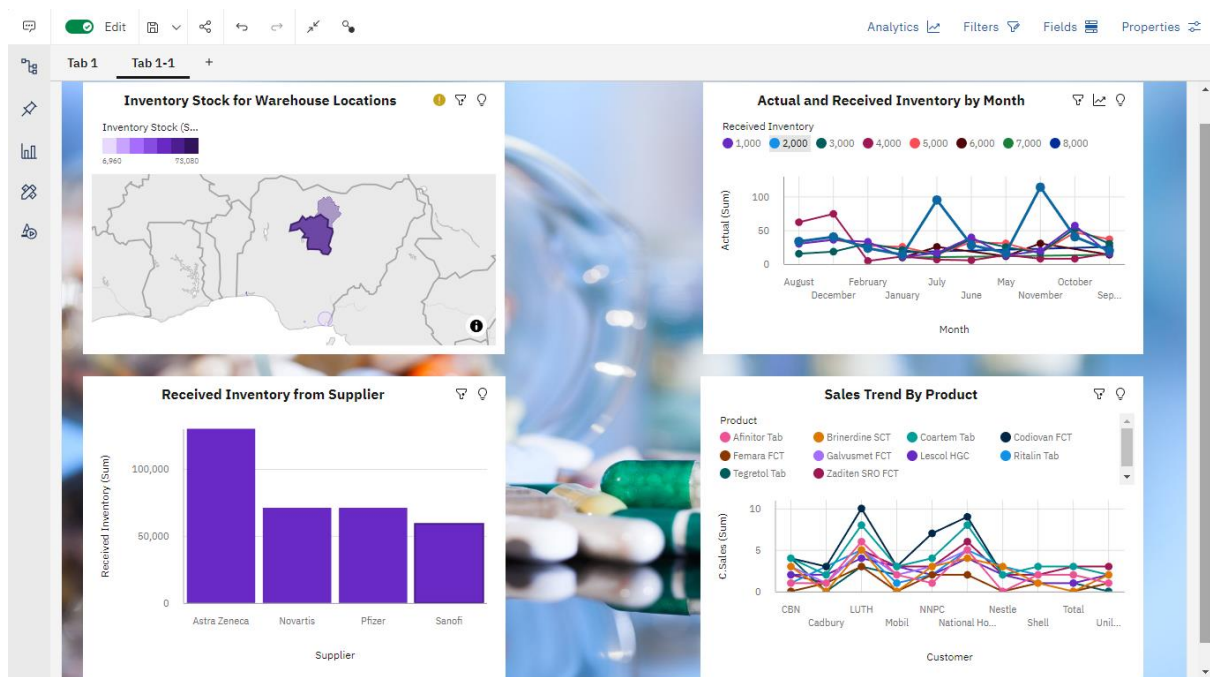 Edit
Analytics Filters Fields Properties
Tab 1 Tab 1-1 +
Inventory Stock for Warehouse Locations
Inventory Stock (S...
6,960 73,080
Actual and Received Inventory by Month
Received Inventory
1,000 2,000 3,000 4,000 5,000 6,000 7,000 8,000
Actual (Sum)
100
50
0
August February July May October
December January June November Sep...
Month
Received Inventory from Supplier
Received Inventory (Sum)
100,000
50,000
0
Astra Zeneca Novartis Pfizer Sanofi
Supplier
Sales Trend By Product
Product
Afinitor Tab Brinerdine SCT Coartem Tab Codiovan FCT
Femara FCT Galvusmet FCT Lescol HGC Ritalin Tab
Tegretol Tab Zaditen SRO FCT
C.Sales (Sum)
10
5
0
CBN LUTH NNPC Nestle Total
Cadbury Mobil National Ho... Shell Unil...
Customer